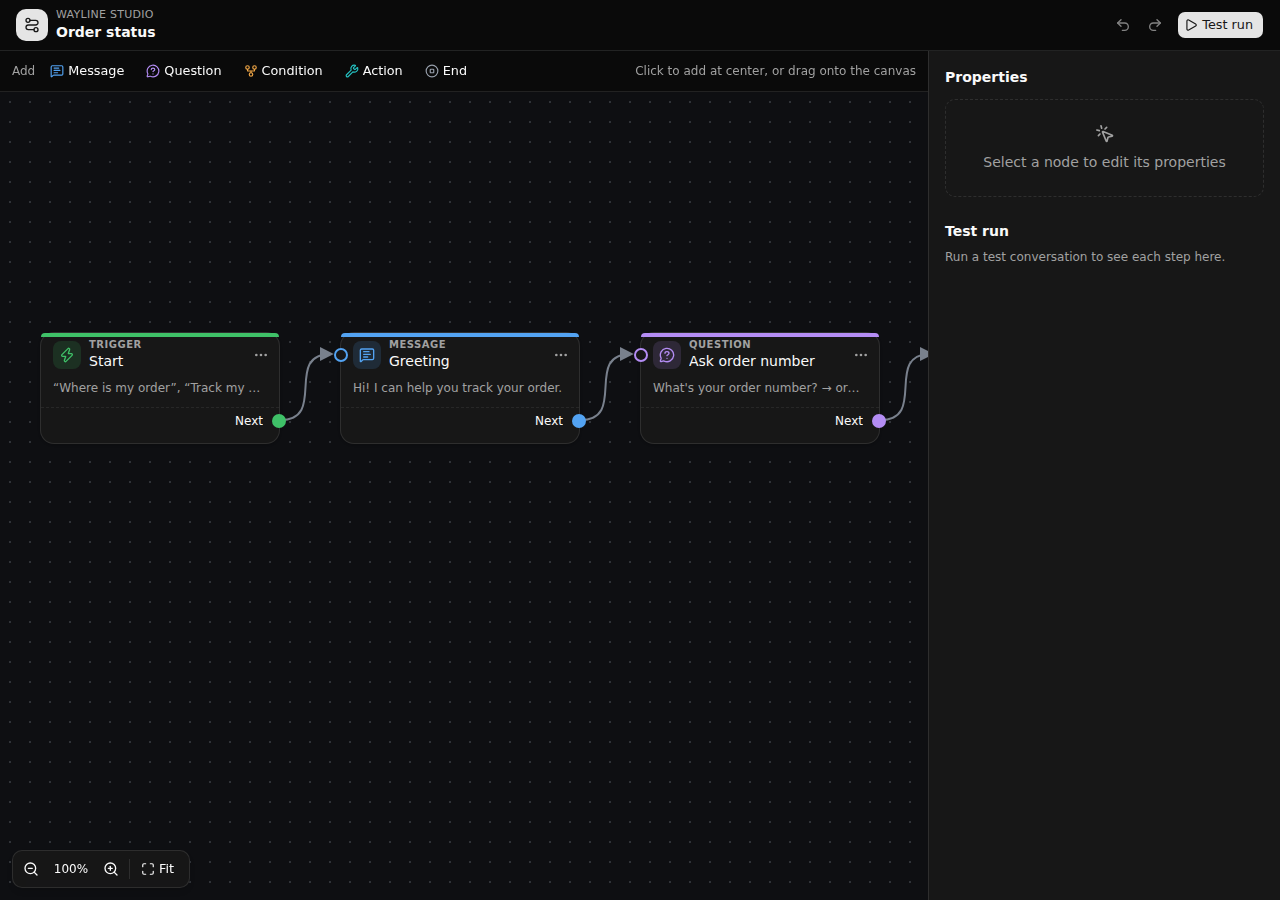 WAYLINE STUDIO
Order status
Test run
Add Message Question Condition Action End Click to add at center, or drag onto the canvas
Properties
Select a node to edit its properties
Test run
Run a test conversation to see each step here.
TRIGGER
Start
“Where is my order”, “Track my ...
Next
MESSAGE
Greeting
Hi! I can help you track your order.
Next
QUESTION
Ask order number
What's your order number? → or...
Next
100% Fit